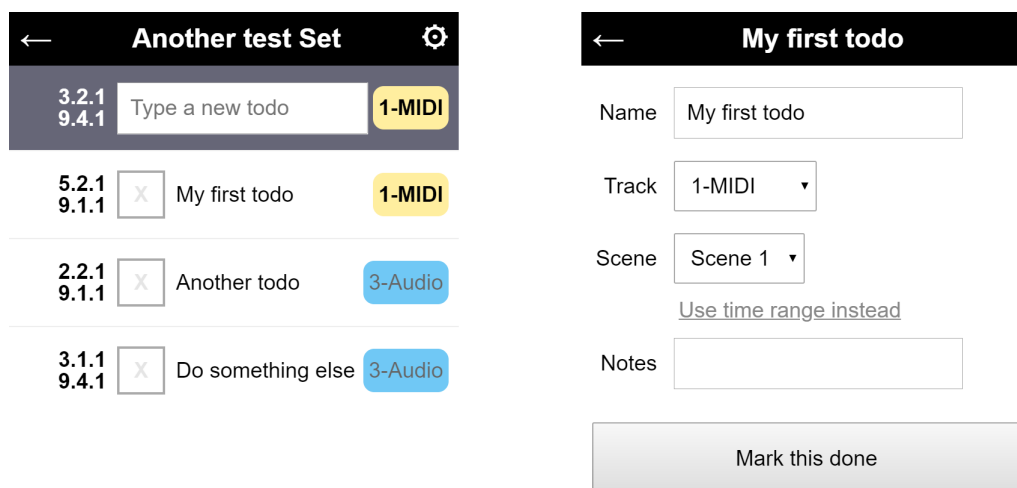 ← Another test Set
3.2.1
9.4.1
Type a new todo
1-MIDI
5.2.1
9.1.1
X
My first todo
1-MIDI
2.2.1
9.1.1
X
Another todo
3-Audio
3.1.1
9.4.1
X
Do something else
3-Audio
← My first todo
Name My first todo
Track 1-MIDI
Scene Scene 1
Use time range instead
Notes
Mark this done